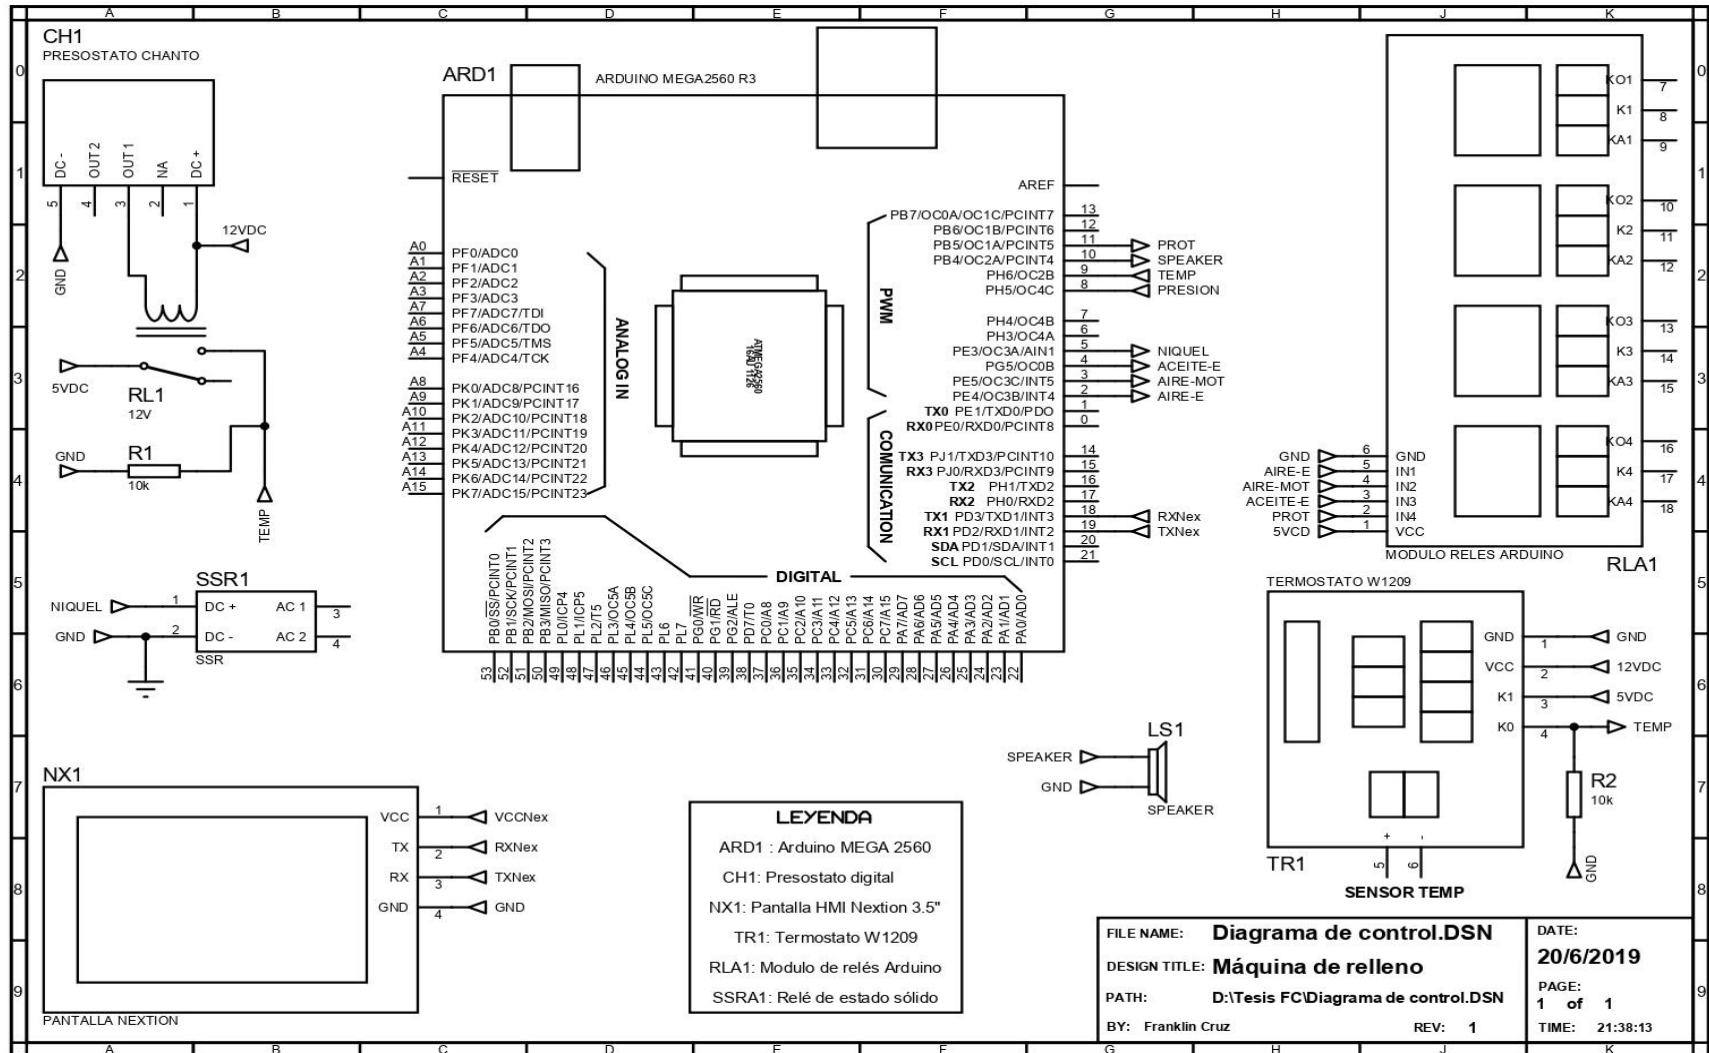 A B C D E F G H J K
0 1 2 3 4 5 6 7 8 9
CH1
PRESOSTATO CHANTO
DC -
OUT 2
OUT 1
NA
DC +
5 4 3 2 1
12VDC
GND
5VDC
RL1
12V
GND
R1
10k
TEMP
SSR1
NIQUEL 1 DC + AC 1 3
GND 2 DC - AC 2 4
SSR
NX1
VCC 1 VCCNex
TX 2 RXNex
RX 3 TXNex
GND 4 GND
PANTALLA NEXTION
ARD1
ARDUINO MEGA2560 R3
RESET
A0 PF0/ADC0
A1 PF1/ADC1
A2 PF2/ADC2
A3 PF3/ADC3
A7 PF7/ADC7/TDI
A6 PF6/ADC6/TDO
A5 PF5/ADC5/TMS
A4 PF4/ADC4/TCK
A8 PK0/ADC8/PCINT16
A9 PK1/ADC9/PCINT17
A10 PK2/ADC10/PCINT18
A11 PK3/ADC11/PCINT19
A12 PK4/ADC12/PCINT20
A13 PK5/ADC13/PCINT21
A14 PK6/ADC14/PCINT22
A15 PK7/ADC15/PCINT23
ANALOG IN
ATMEGA2560
AREF
PB7/OC0A/OC1C/PCINT7 13
PB6/OC1B/PCINT6 12
PB5/OC1A/PCINT5 11 PROT
PB4/OC2A/PCINT4 10 SPEAKER
PH6/OC2B 9 TEMP
PH5/OC4C 8 PRESION
PH4/OC4B 7
PH3/OC4A 6
PE3/OC3A/AIN1 5 NIQUEL
PG5/OC0B 4 ACEITE-E
PE5/OC3C/INT5 3 AIRE-MOT
PE4/OC3B/INT4 2 AIRE-E
TX0 PE1/TXD0/PDO 1
RX0 PE0/RXD0/PCINT8 0
TX3 PJ1/TXD3/PCINT10 14
RX3 PJ0/RXD3/PCINT9 15
TX2 PH1/TXD2 16
RX2 PH0/RXD2 17
TX1 PD3/TXD1/INT3 18 RXNex
RX1 PD2/RXD1/INT2 19 TXNex
SDA PD1/SDA/INT1 20
SCL PD0/SCL/INT0 21
PWM
COMUNICATION
DIGITAL
PB0/SS/PCINT0 53
PB1/SCK/PCINT1 52
PB2/MOSI/PCINT2 51
PB3/MISO/PCINT3 50
PL0/ICP4 49
PL1/ICP5 48
PL2/T5 47
PL3/OC5A 46
PL4/OC5B 45
PL5/OC5C 44
PL6 43
PL7 42
PG0/WR 41
PG1/RD 40
PG2/ALE 39
PD7/T0 38
PC0/A8 37
PC1/A9 36
PC2/A10 35
PC3/A11 34
PC4/A12 33
PC5/A13 32
PC6/A14 31
PC7/A15 30
PA7/AD7 29
PA6/AD6 28
PA5/AD5 27
PA4/AD4 26
PA3/AD3 25
PA2/AD2 24
PA1/AD1 23
PA0/AD0 22
KO1 7
K1 8
KA1 9
KO2 10
K2 11
KA2 12
KO3 13
K3 14
KA3 15
KO4 16
K4 17
KA4 18
GND 6 GND
AIRE-E 5 IN1
AIRE-MOT 4 IN2
ACEITE-E 3 IN3
PROT 2 IN4
5VCD 1 VCC
MODULO RELES ARDUINO
RLA1
TERMOSTATO W1209
GND 1 GND
VCC 2 12VDC
K1 3 5VDC
K0 4 TEMP
R2
10k
GND
+ -
5 6
TR1
SENSOR TEMP
LS1
SPEAKER
GND
SPEAKER
LEYENDA
ARD1 : Arduino MEGA 2560
CH1: Presostato digital
NX1: Pantalla HMI Nextion 3.5"
TR1: Termostato W1209
RLA1: Modulo de relés Arduino
SSRA1: Relé de estado sólido
FILE NAME: Diagrama de control.DSN
DESIGN TITLE: Máquina de relleno
PATH: D:\Tesis FC\Diagrama de control.DSN
BY: Franklin Cruz REV: 1
DATE:
20/6/2019
PAGE:
1 of 1
TIME: 21:38:13
A B C D E F G H J K
0 1 2 3 4 5 6 7 8 9